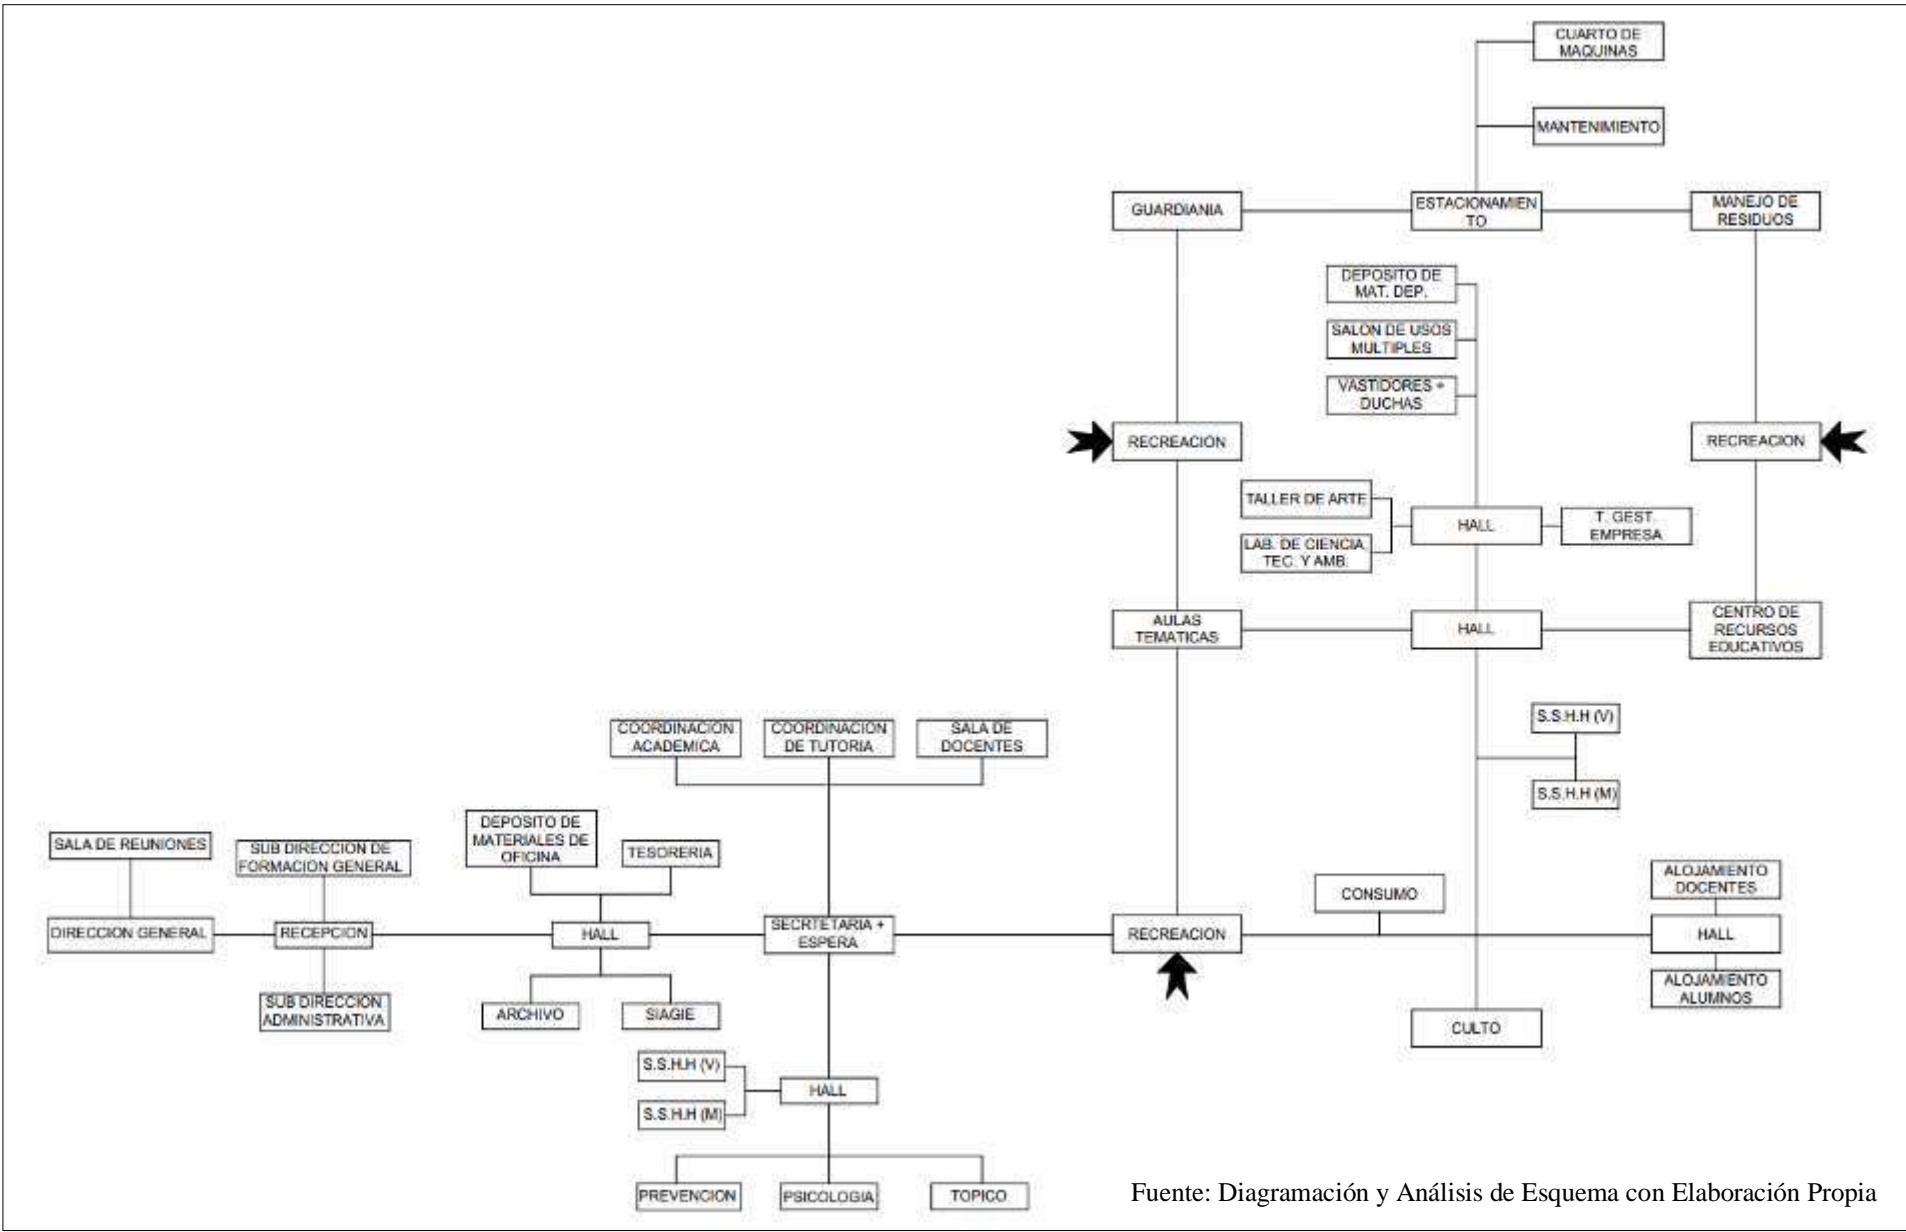 CUARTO DE
MAQUINAS
MANTENIMIENTO
GUARDIANIA
ESTACIONAMIEN
TO
MANEJO DE
RESIDUOS
DEPOSITO DE
MAT. DEP.
SALON DE USOS
MULTIPLES
VASTIDORES +
DUCHAS
RECREACION
RECREACION
TALLER DE ARTE
LAB. DE CIENCIA
TEC. Y AMB.
HALL
T. GEST.
EMPRESA
AULAS
TEMATICAS
HALL
CENTRO DE
RECURSOS
EDUCATIVOS
S.S.H.H (V)
S.S.H.H (M)
COORDINACION
ACADEMICA
COORDINACION
DE TUTORIA
SALA DE
DOCENTES
DEPOSITO DE
MATERIALES DE
OFICINA
TESORERIA
SALA DE REUNIONES
SUB DIRECCION DE
FORMACION GENERAL
DIRECCION GENERAL
RECEPCION
HALL
SECRTETARIA +
ESPERA
RECREACION
CONSUMO
ALOJAMIENTO
DOCENTES
HALL
ALOJAMIENTO
ALUMNOS
SUB DIRECCION
ADMINISTRATIVA
ARCHIVO
SIAGIE
CULTO
S.S.H.H (V)
S.S.H.H (M)
HALL
PREVENCION
PSICOLOGIA
TOPICO
Fuente: Diagramación y Análisis de Esquema con Elaboración Propia